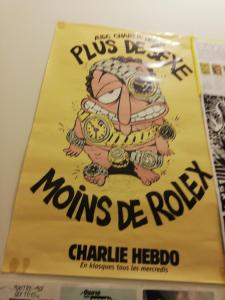 AVEC CHARLIE HEBDO
PLUS DE SEXE
MOINS DE ROLEX
CHARLIE HEBDO
En kiosques tous les mercredis